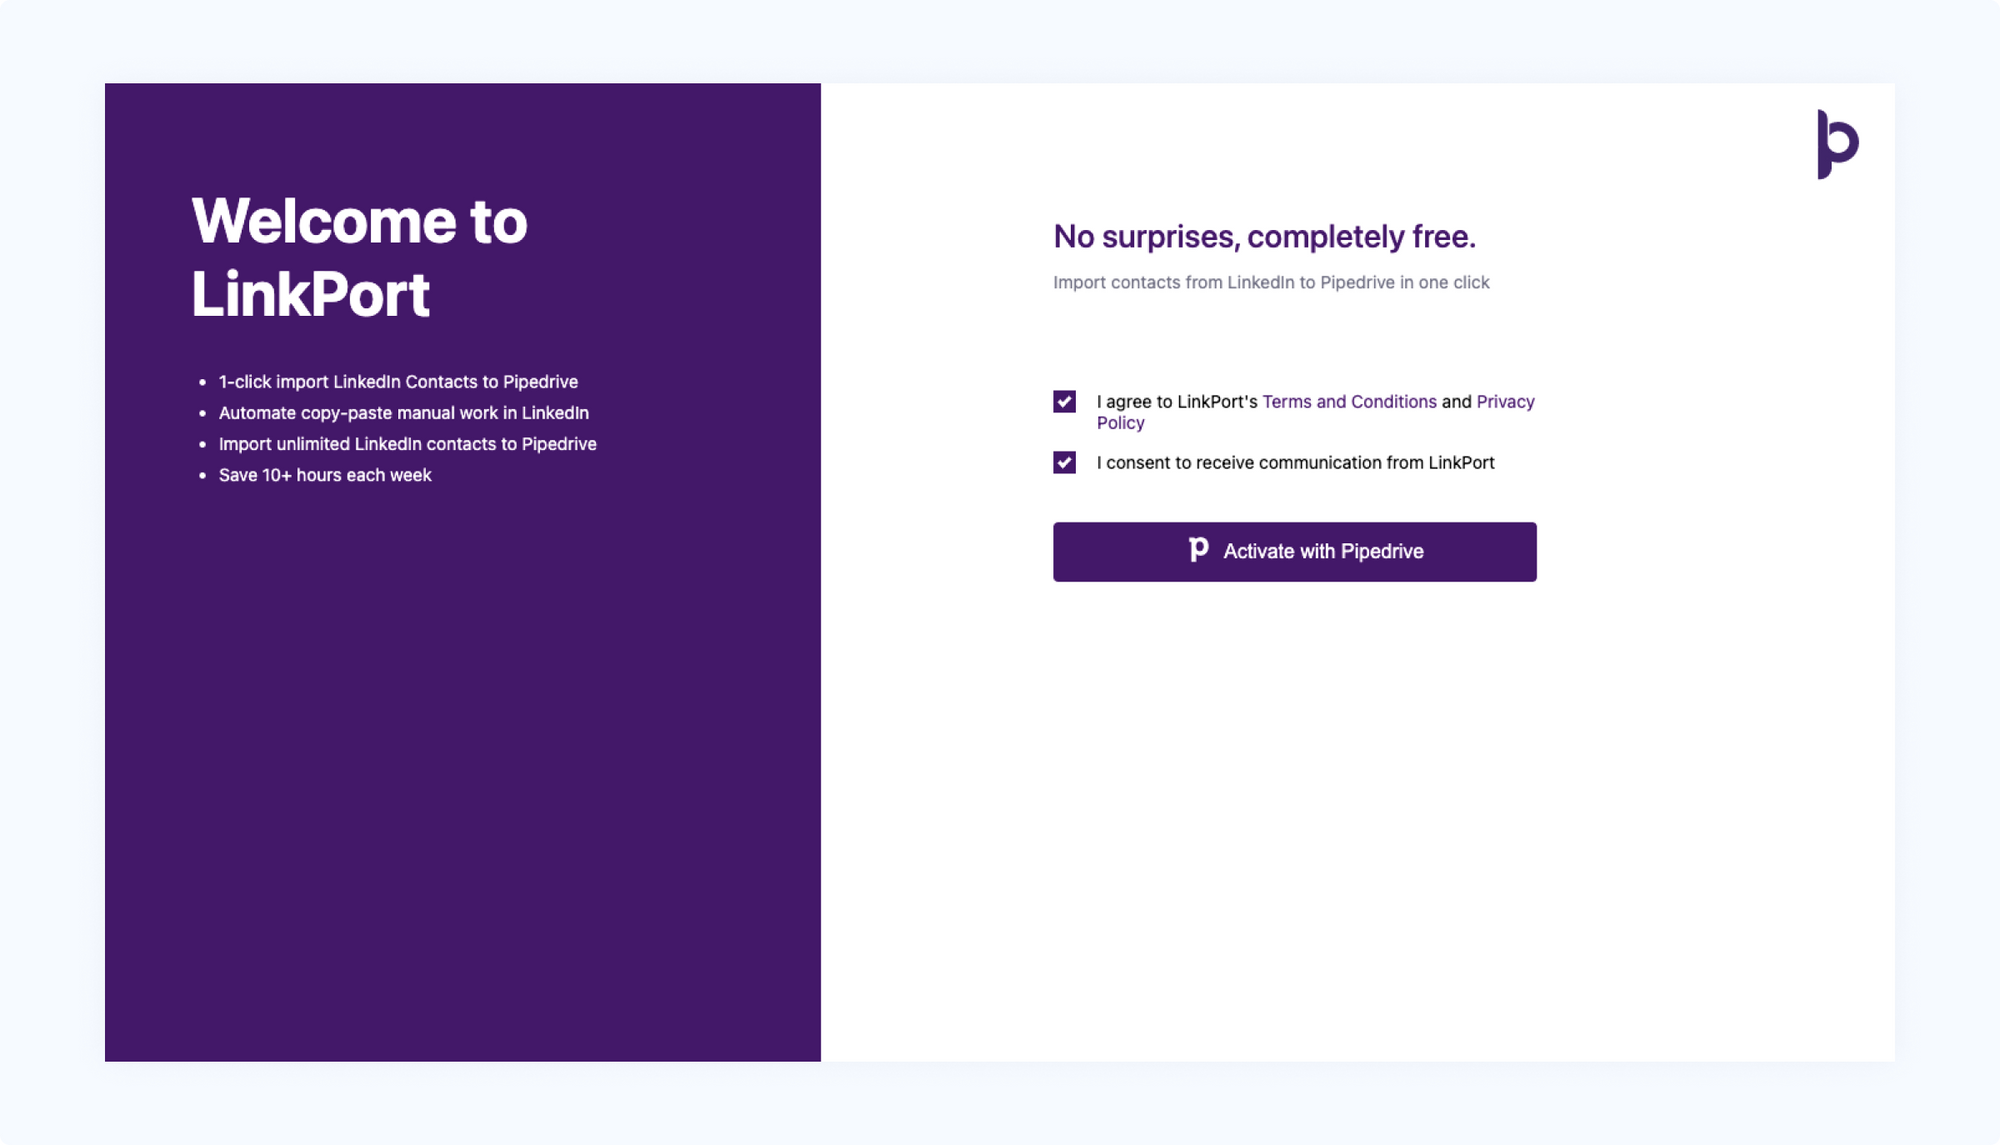 Welcome to
LinkPort
• 1-click import LinkedIn Contacts to Pipedrive
• Automate copy-paste manual work in LinkedIn
• Import unlimited LinkedIn contacts to Pipedrive
• Save 10+ hours each week
No surprises, completely free.
Import contacts from LinkedIn to Pipedrive in one click
I agree to LinkPort's Terms and Conditions and Privacy
Policy
I consent to receive communication from LinkPort
Activate with Pipedrive